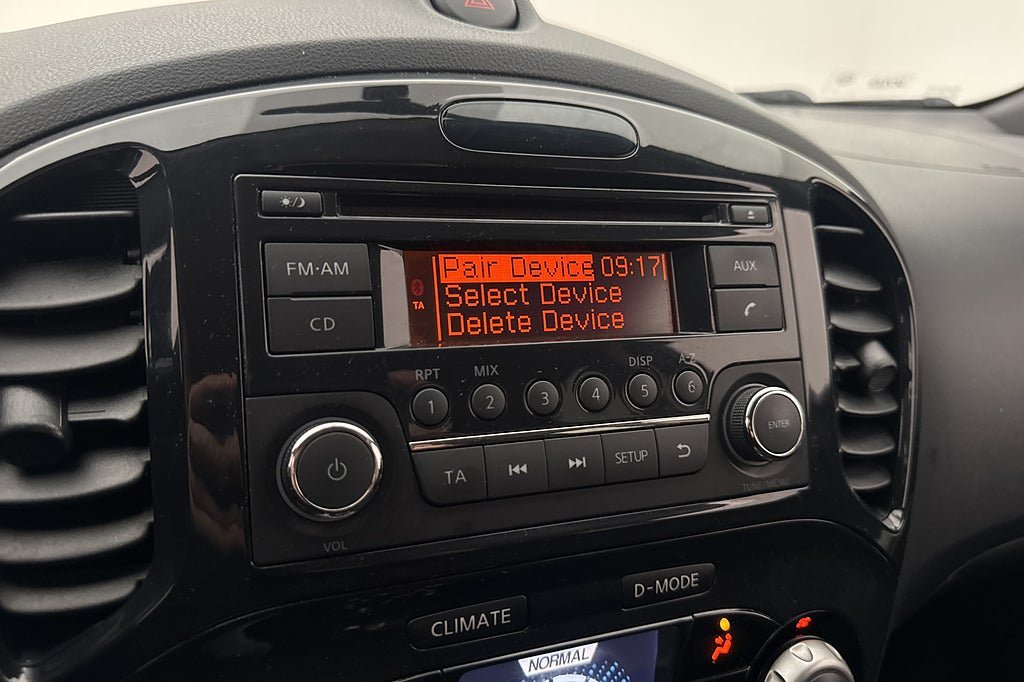 FM·AM
CD
TA
Pair Device 09:17
Select Device
Delete Device
AUX
RPT
MIX
DISP
A-Z
1
2
3
4
5
6
TA
SETUP
ENTER
VOL
TUNE/MENU
CLIMATE
D-MODE
NORMAL